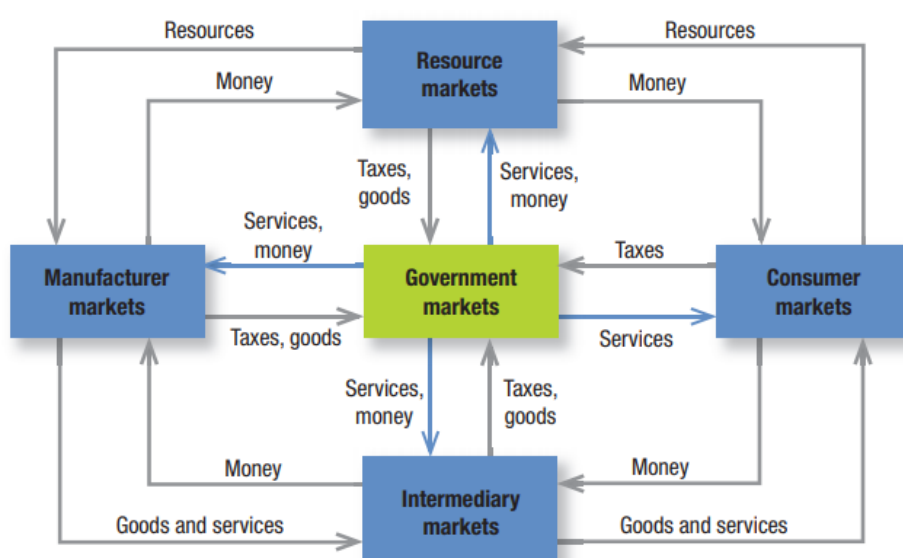 Resources
Resources
Resource
markets
Money
Money
Taxes,
goods
Services,
money
Services,
money
Taxes
Manufacturer
markets
Government
markets
Consumer
markets
Taxes, goods
Services
Services,
money
Taxes,
goods
Money
Money
Intermediary
markets
Goods and services
Goods and services